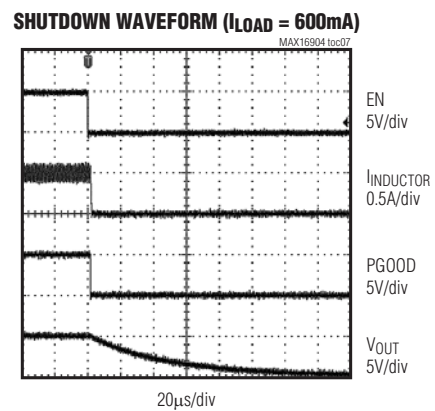 SHUTDOWN WAVEFORM (ILOAD = 600mA)
MAX16904 toc07
T
EN
5V/div
IINDUCTOR
0.5A/div
PGOOD
5V/div
VOUT
5V/div
20µs/div